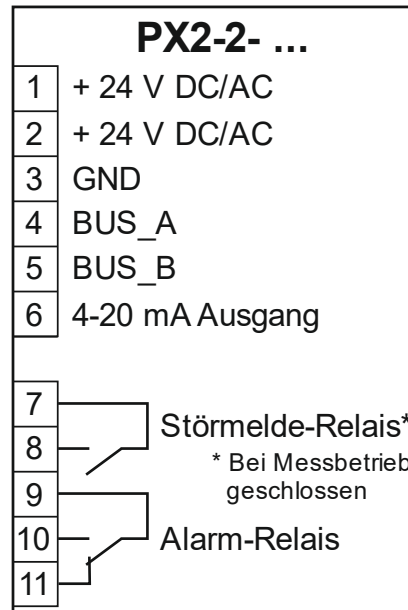 PX2-2- ...
1 + 24 V DC/AC
2 + 24 V DC/AC
3 GND
4 BUS_A
5 BUS_B
6 4-20 mA Ausgang
7
Störmelde-Relais*
8
* Bei Messbetrieb
9
geschlossen
10 Alarm-Relais
11